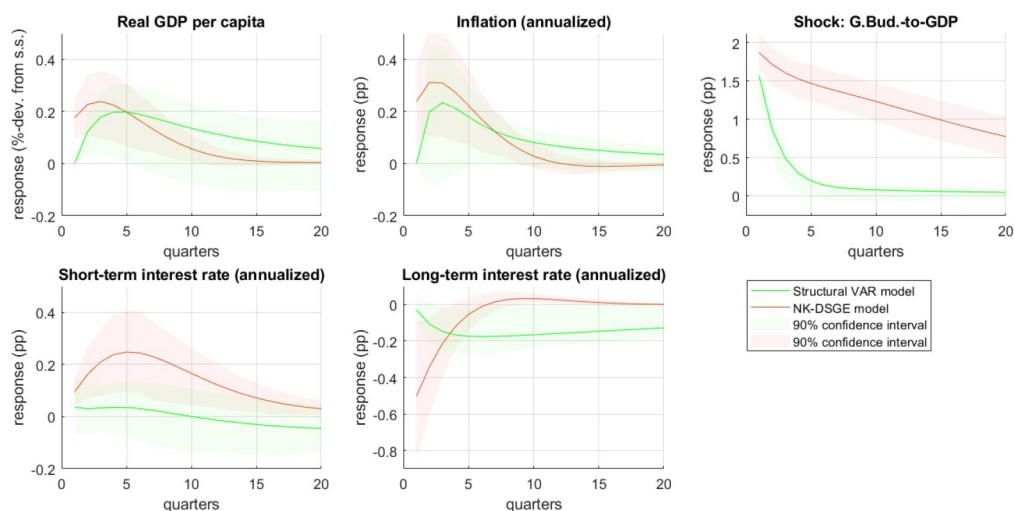 Real GDP per capita
response (%-dev. from s.s.)
0.4
0.2
0
-0.2
0 5 10 15 20
quarters
Inflation (annualized)
response (pp)
0.4
0.2
0
-0.2
0 5 10 15 20
quarters
Shock: G.Bud.-to-GDP
response (pp)
2
1.5
1
0.5
0
0 5 10 15 20
quarters
Short-term interest rate (annualized)
response (pp)
0.4
0.2
0
-0.2
0 5 10 15 20
quarters
Long-term interest rate (annualized)
response (pp)
0
-0.2
-0.4
-0.6
-0.8
0 5 10 15 20
quarters
Structural VAR model
NK-DSGE model
90% confidence interval
90% confidence interval